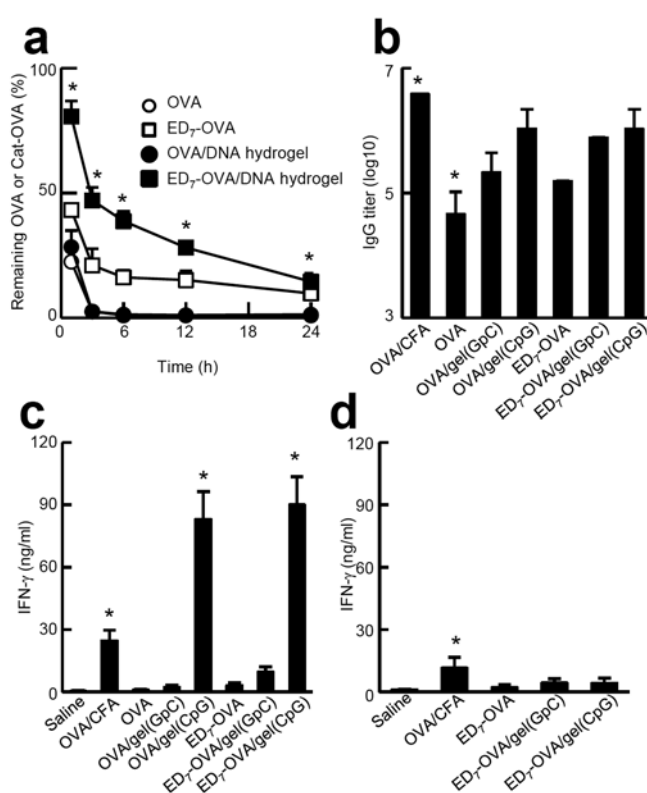 a
Remaining OVA or Cat-OVA (%)
100
50
0
*
*
*
*
*
OVA
ED₇-OVA
OVA/DNA hydrogel
ED₇-OVA/DNA hydrogel
0
6
12
18
24
Time (h)
b
IgG titer (log10)
7
5
3
*
*
OVA/CFA
OVA
OVA/gel(GpC)
OVA/gel(CpG)
ED₇-OVA
ED₇-OVA/gel(GpC)
ED₇-OVA/gel(CpG)
c
IFN-γ (ng/ml)
120
90
60
30
0
*
*
*
Saline
OVA/CFA
OVA
OVA/gel(GpC)
OVA/gel(CpG)
ED₇-OVA
ED₇-OVA/gel(GpC)
ED₇-OVA/gel(CpG)
d
IFN-γ (ng/ml)
120
90
60
30
0
*
Saline
OVA/CFA
ED₇-OVA
ED₇-OVA/gel(GpC)
ED₇-OVA/gel(CpG)